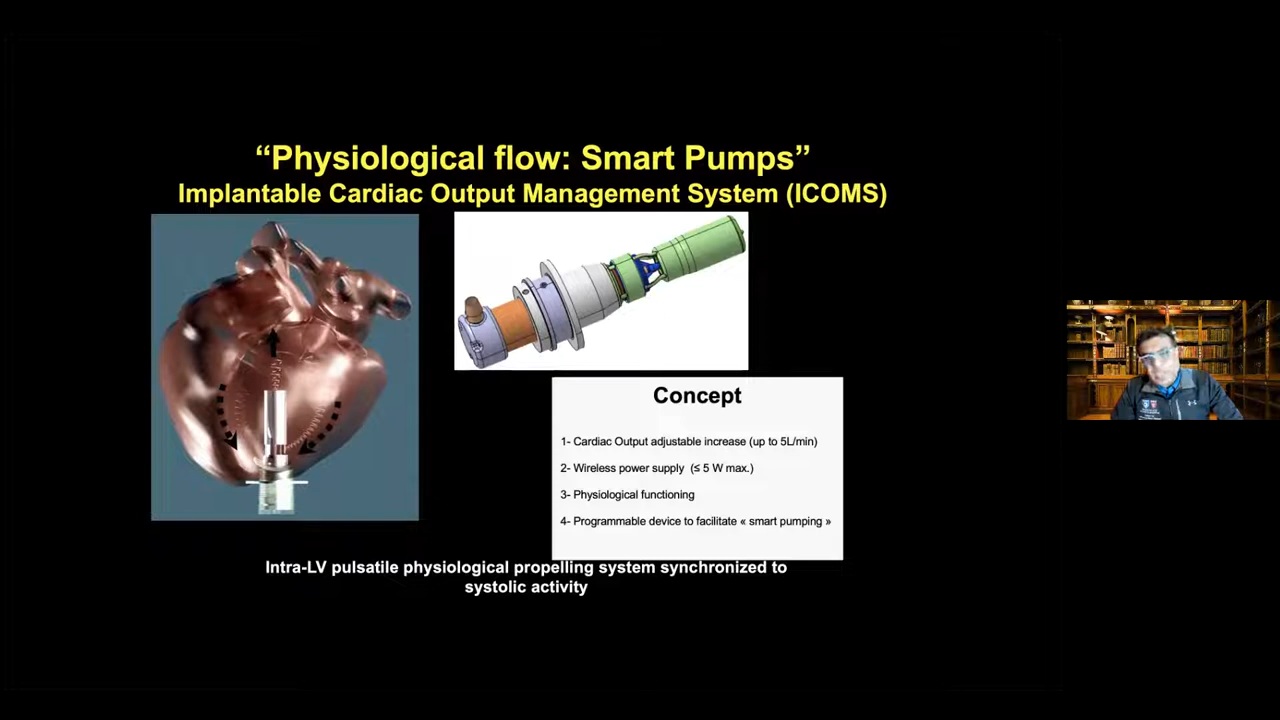 “Physiological flow: Smart Pumps”
Implantable Cardiac Output Management System (ICOMS)
Concept
1- Cardiac Output adjustable increase (up to 5L/min)
2- Wireless power supply (≤ 5 W max.)
3- Physiological functioning
4- Programmable device to facilitate « smart pumping »
Intra-LV pulsatile physiological propelling system synchronized to
systolic activity